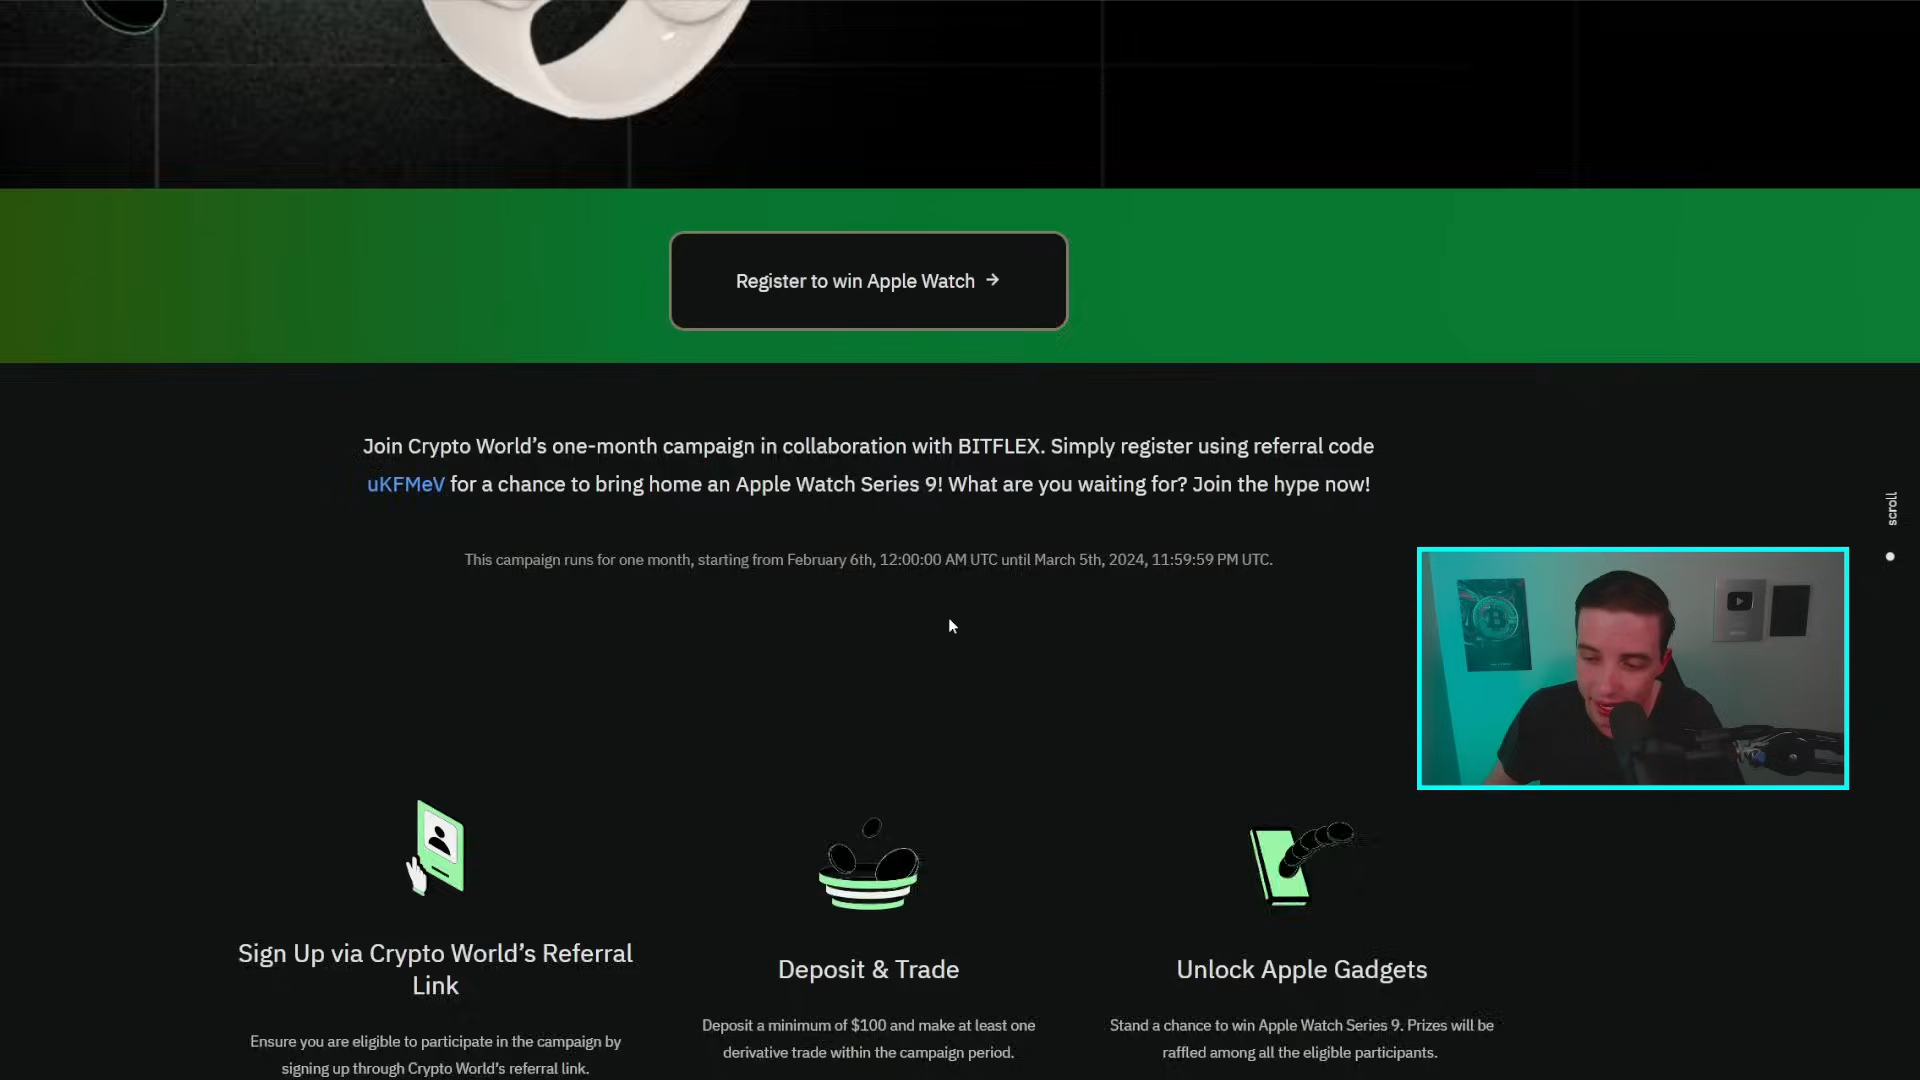 Register to win Apple Watch →
Join Crypto World's one-month campaign in collaboration with BITFLEX. Simply register using referral code
uKFMeV for a chance to bring home an Apple Watch Series 9! What are you waiting for? Join the hype now!
This campaign runs for one month, starting from February 6th, 12:00:00 AM UTC until March 5th, 2024, 11:59:59 PM UTC.
scroll
Sign Up via Crypto World's Referral
Link
Ensure you are eligible to participate in the campaign by
signing up through Crypto World's referral link.
Deposit & Trade
Deposit a minimum of $100 and make at least one
derivative trade within the campaign period.
Unlock Apple Gadgets
Stand a chance to win Apple Watch Series 9. Prizes will be
raffled among all the eligible participants.